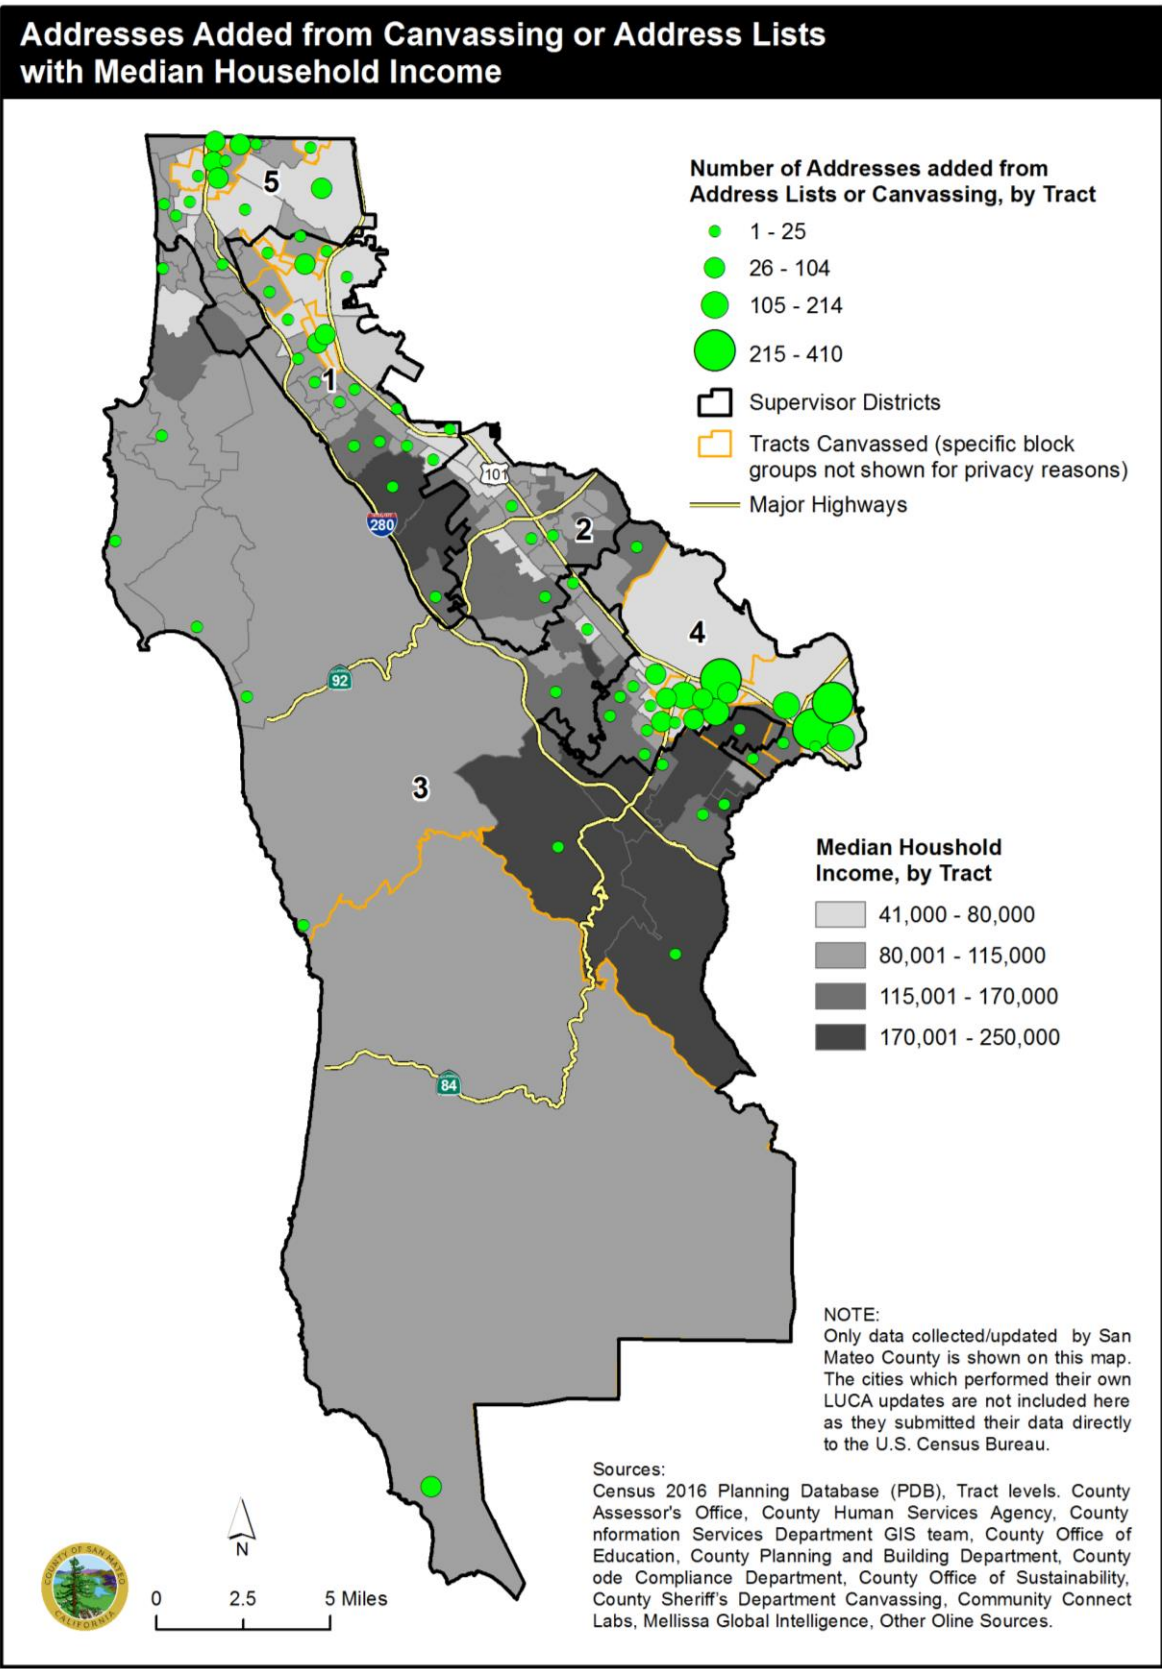 Addresses Added from Canvassing or Address Lists
with Median Household Income
Number of Addresses added from
Address Lists or Canvassing, by Tract
1 - 25
26 - 104
105 - 214
215 - 410
Supervisor Districts
Tracts Canvassed (specific block
groups not shown for privacy reasons)
Major Highways
5
1
101
280
2
4
92
3
84
Median Houshold
Income, by Tract
41,000 - 80,000
80,001 - 115,000
115,001 - 170,000
170,001 - 250,000
NOTE:
Only data collected/updated by San
Mateo County is shown on this map.
The cities which performed their own
LUCA updates are not included here
as they submitted their data directly
to the U.S. Census Bureau.
Sources:
Census 2016 Planning Database (PDB), Tract levels. County
Assessor's Office, County Human Services Agency, County
nformation Services Department GIS team, County Office of
Education, County Planning and Building Department, County
ode Compliance Department, County Office of Sustainability,
County Sheriff's Department Canvassing, Community Connect
Labs, Mellissa Global Intelligence, Other Oline Sources.
N
0 2.5 5 Miles
COUNTY OF SAN MATEO
CALIFORNIA